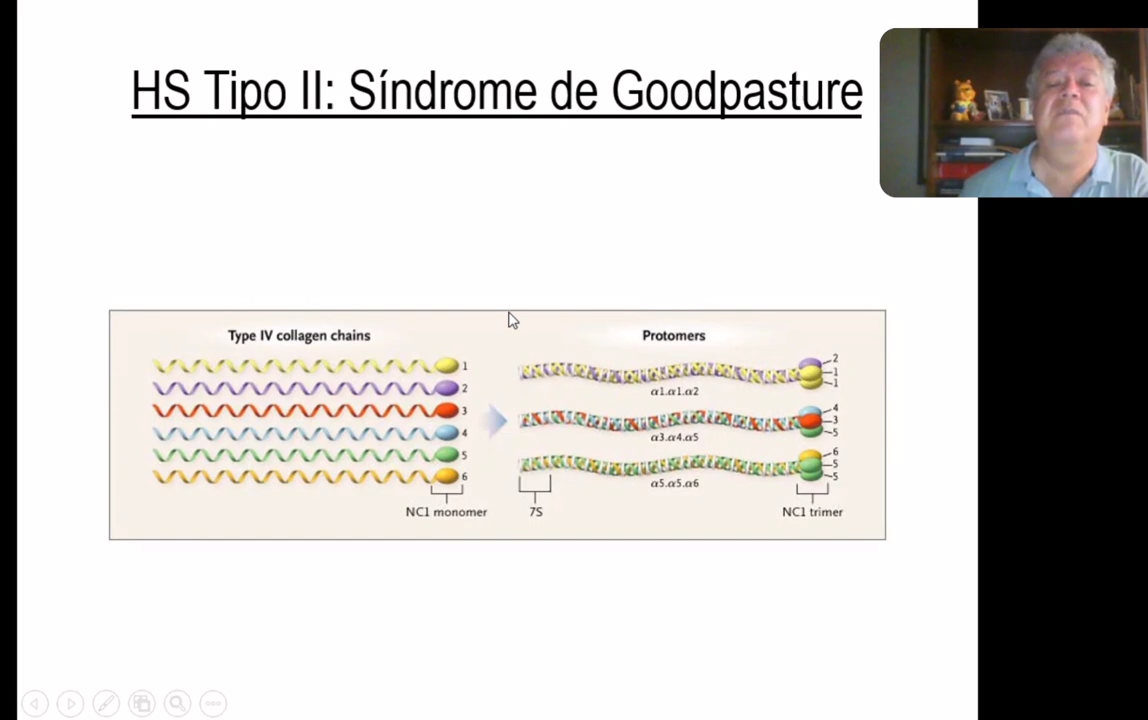 HS Tipo II: Síndrome de Goodpasture
Type IV collagen chains
1
2
3
4
5
6
NC1 monomer
Protomers
2
1
1
α1.α1.α2
4
3
5
α3.α4.α5
6
5
5
α5.α5.α6
7S
NC1 trimer